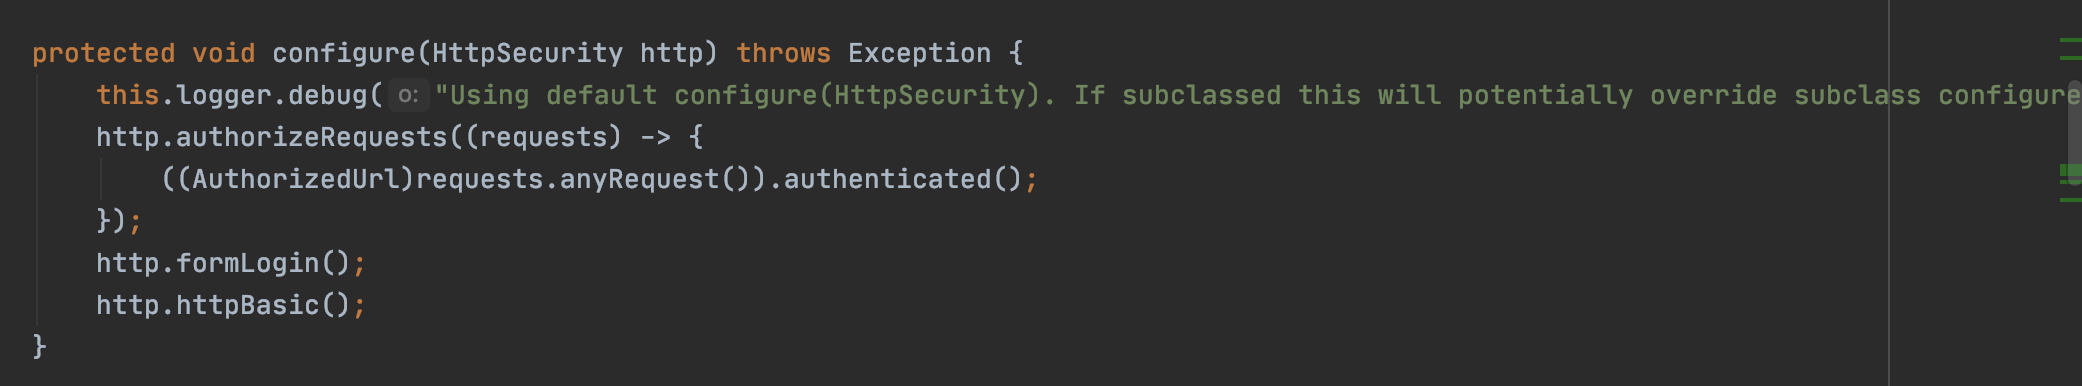 protected void configure(HttpSecurity http) throws Exception {
this.logger.debug( o: "Using default configure(HttpSecurity). If subclassed this will potentially override subclass configure
http.authorizeRequests((requests) -> {
((AuthorizedUrl)requests.anyRequest()).authenticated();
});
http.formLogin();
http.httpBasic();
}